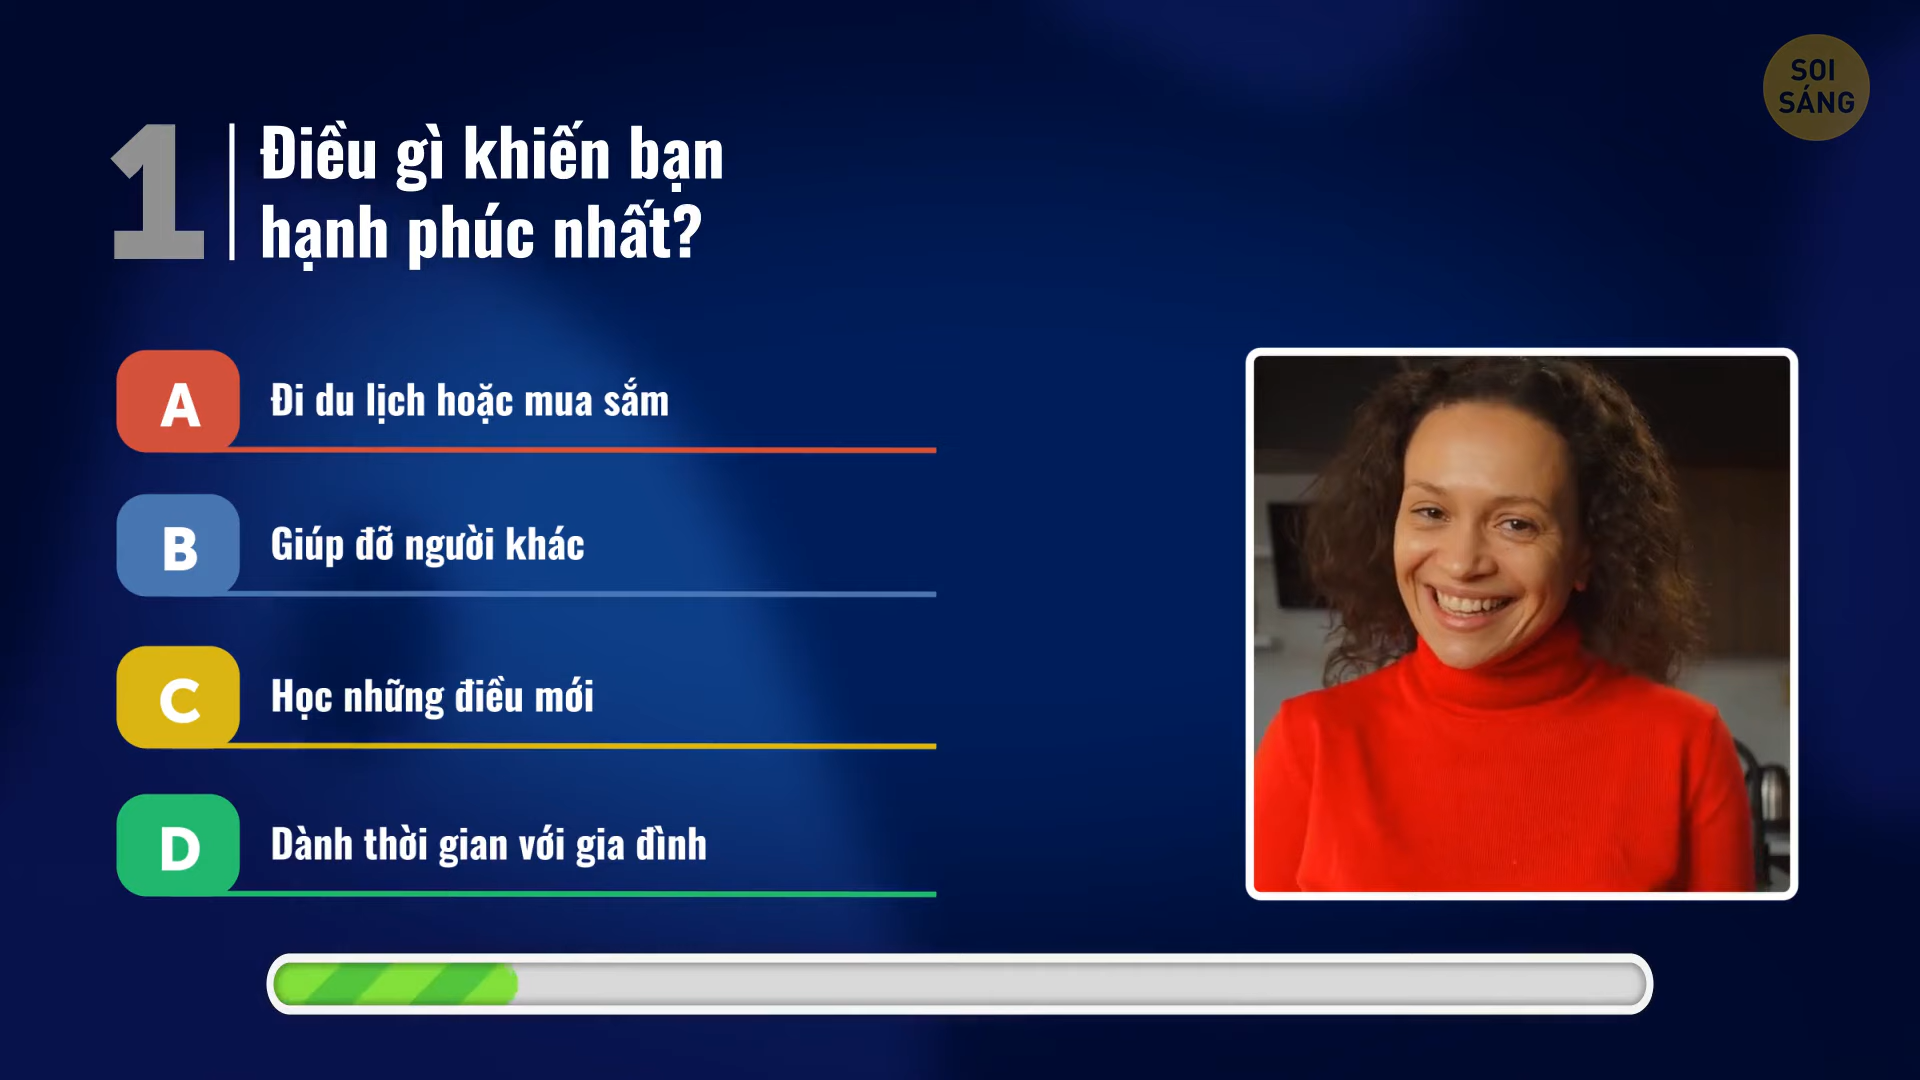 SOI
SÁNG
1
Điều gì khiến bạn
hạnh phúc nhất?
A
Đi du lịch hoặc mua sắm
B
Giúp đỡ người khác
C
Học những điều mới
D
Dành thời gian với gia đình